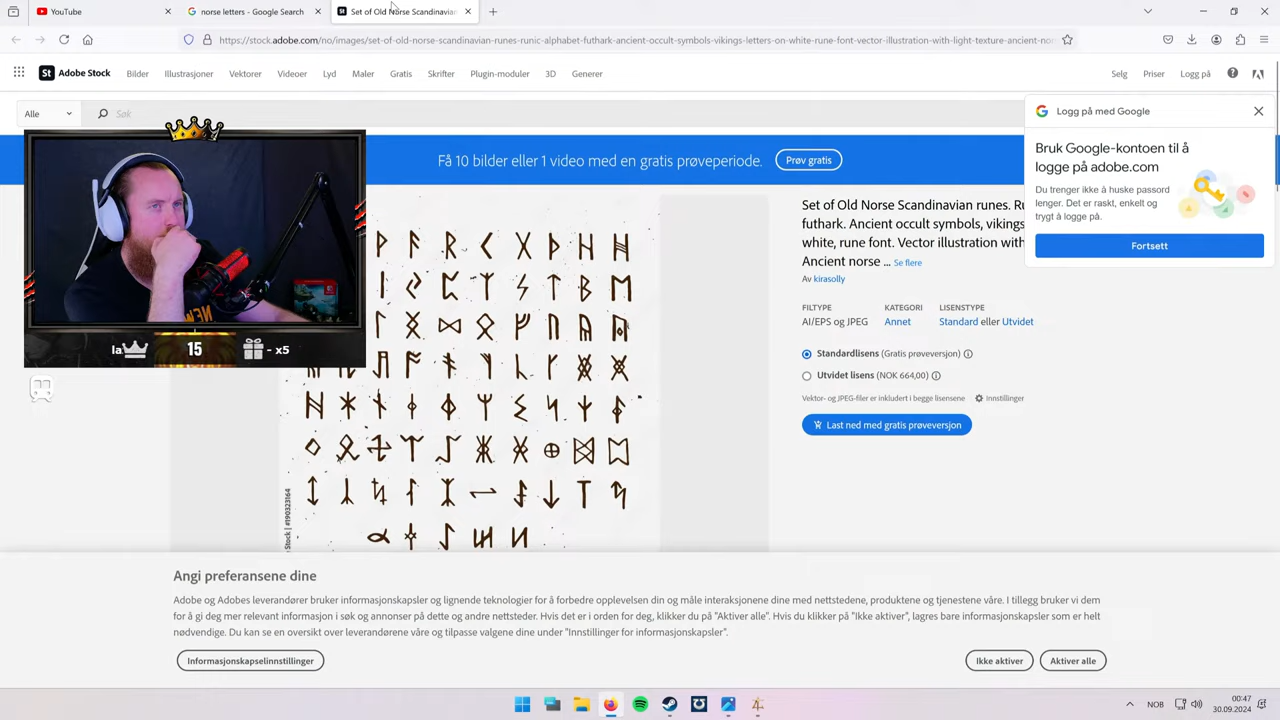 YouTube
norse letters - Google Search
Set of Old Norse Scandinavian
https://stock.adobe.com/no/images/set-of-old-norse-scandinavian-runes-runic-alphabet-futhark-ancient-occult-symbols-vikings-letters-on-white-rune-font-vector-illustration-with-light-texture-ancient-no
St Adobe Stock Bilder Illustrasjoner Vektorer Videoer Lyd Maler Gratis Skrifter Plugin-moduler 3D Generer Selg Priser Logg på
Alle Søk
Logg på med Google
Bruk Google-kontoen til å
logge på adobe.com
Du trenger ikke å huske passord
lenger. Det er raskt, enkelt og
trygt å logge på.
Fortsett
Få 10 bilder eller 1 video med en gratis prøveperiode. Prøv gratis
Set of Old Norse Scandinavian runes. Ru
futhark. Ancient occult symbols, vikings
white, rune font. Vector illustration with
Ancient norse ... Se flere
Av kirasolly
FILTYPE KATEGORI LISENSTYPE
AI/EPS og JPEG Annet Standard eller Utvidet
Standardlisens (Gratis prøveversjon)
Utvidet lisens (NOK 664,00)
Vektor- og JPEG-filer er inkludert i begge lisensene Innstillinger
Last ned med gratis prøveversjon
la 15 x5
Stock | #190323164
Angi preferansene dine
Adobe og Adobes leverandører bruker informasjonskapsler og lignende teknologier for å forbedre opplevelsen din og måle interaksjonene dine med nettstedene, produktene og tjenestene våre. I tillegg bruker vi dem
for å gi deg mer relevant informasjon i søk og annonser på dette og andre nettsteder. Hvis det er i orden for deg, klikker du på "Aktiver alle". Hvis du klikker på "Ikke aktiver", lagres bare informasjonskapsler som er helt
nødvendige. Du kan se en oversikt over leverandørene våre og tilpasse valgene dine under "Innstillinger for informasjonskapsler".
Informasjonskapselinnstillinger Ikke aktiver Aktiver alle
NOB
00:47
30.09.2024